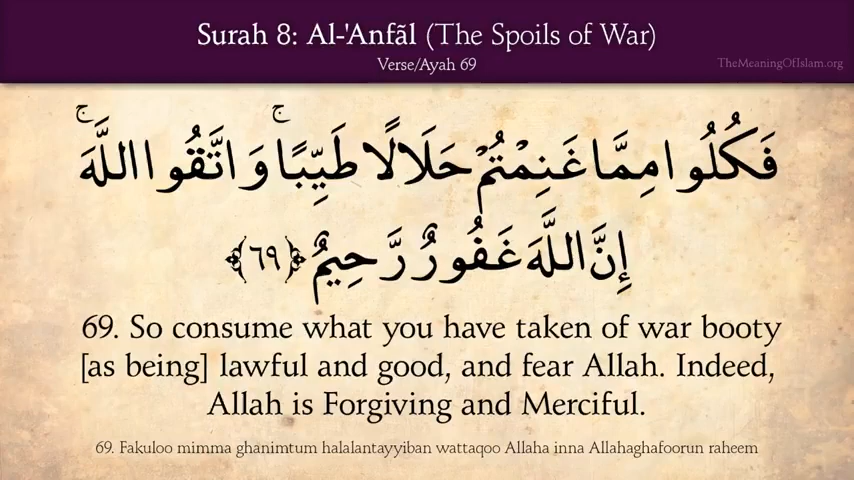 Surah 8: Al-'Anfãl (The Spoils of War)
Verse/Ayah 69
TheMeaningOfIslam.org
فَكُلُوا مِمَّا غَنِمْتُمْ حَلَالًا طَيِّبًا ۚ وَاتَّقُوا اللَّهَ ۚ
إِنَّ اللَّهَ غَفُورٌ رَّحِيمٌ ﴿٦٩﴾
69. So consume what you have taken of war booty
[as being] lawful and good, and fear Allah. Indeed,
Allah is Forgiving and Merciful.
69. Fakuloo mimma ghanimtum halalantayyiban wattaqoo Allaha inna Allahaghafoorun raheem